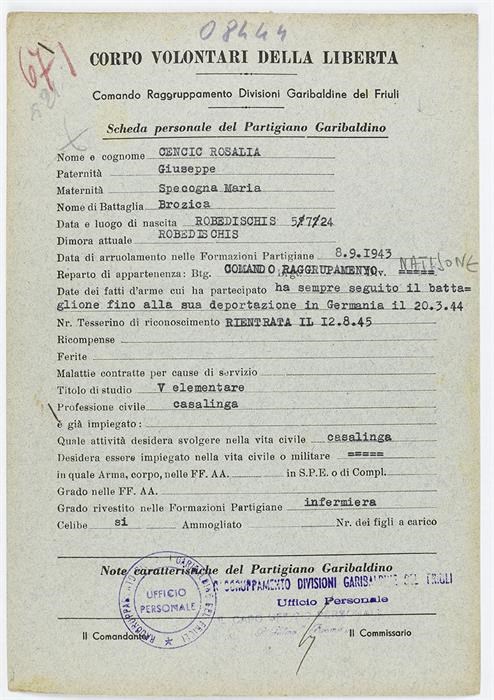 08444
671
CORPO VOLONTARI DELLA LIBERTA
Comando Raggruppamento Divisioni Garibaldine del Friuli
Scheda personale del Partigiano Garibaldino
Nome e cognome CENCIC ROSALIA
Paternità Giuseppe
Maternità Specogna Maria
Nome di Battaglia Brozica
Data e luogo di nascita ROBEDISCHIS 5/7/24
Dimora attuale ROBEDISCHIS
Data di arruolamento nelle Formazioni Partigiane 8.9.1943
Reparto di appartenenza: Btg. COMANDO RAGGRUPAMENTO Div. ===== NATISONE
Date dei fatti d'arme cui ha partecipato ha sempre seguito il batta=
glione fino alla sua deportazione in Germania il 20.3.44
Nr. Tesserino di riconoscimento RIENTRATA IL I2.8.45
Ricompense
Ferite
Malattie contratte per cause di servizio
Titolo di studio V elementare
Professione civile casalinga
è già impiegato:
Quale attività desidera svolgere nella vita civile casalinga
Desidera essere impiegato nella vita civile o militare =====
in quale Arma, corpo, nelle FF. AA. in S.P.E. o di Compl.
Grado nelle FF. AA.
Grado rivestito nelle Formazioni Partigiane infermiera
Celibe si Ammogliato Nr. dei figli a carico
Note caratteristiche del Partigiano Garibaldino
RAGGRUPPAMENTO DIVISIONI GARIBALDINE DEL FRIULI
UFFICIO
PERSONALE
Ufficio Personale
Il Comandante Il Commissario